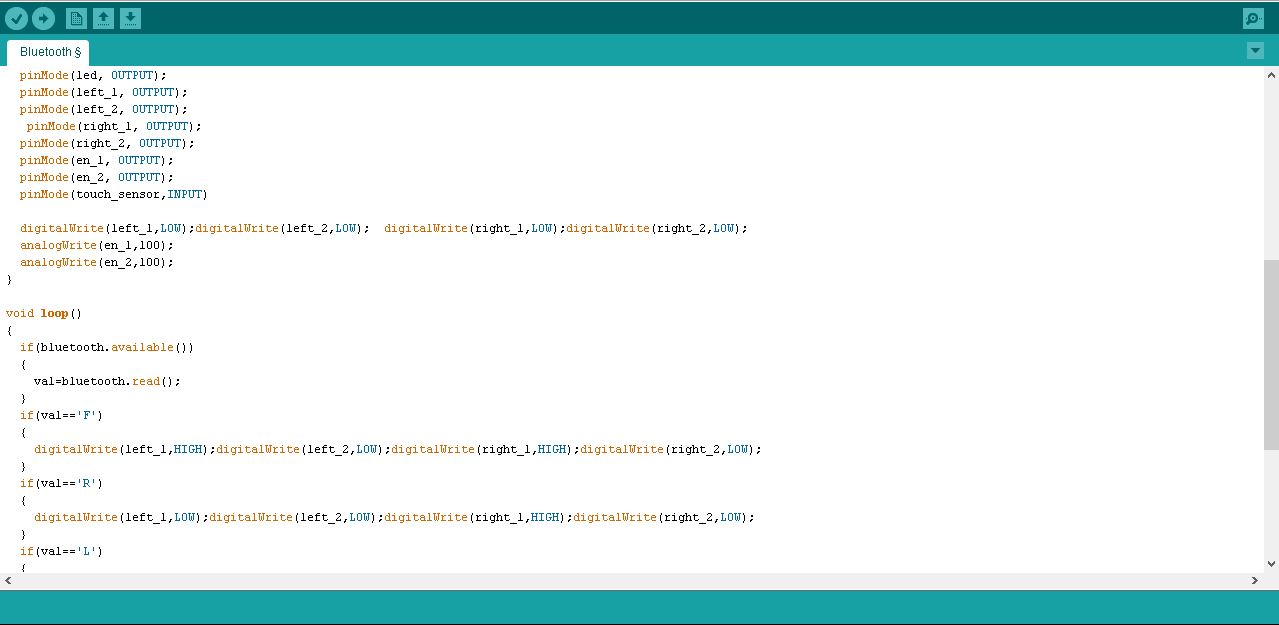 Bluetooth §
pinMode(led, OUTPUT);
pinMode(left_1, OUTPUT);
pinMode(left_2, OUTPUT);
pinMode(right_1, OUTPUT);
pinMode(right_2, OUTPUT);
pinMode(en_1, OUTPUT);
pinMode(en_2, OUTPUT);
pinMode(touch_sensor,INPUT)
digitalWrite(left_1,LOW);digitalWrite(left_2,LOW);  digitalWrite(right_1,LOW);digitalWrite(right_2,LOW);
analogWrite(en_1,100);
analogWrite(en_2,100);
}
void loop()
{
if(bluetooth.available())
{
val=bluetooth.read();
}
if(val=='F')
{
digitalWrite(left_1,HIGH);digitalWrite(left_2,LOW);digitalWrite(right_1,HIGH);digitalWrite(right_2,LOW);
}
if(val=='R')
{
digitalWrite(left_1,LOW);digitalWrite(left_2,LOW);digitalWrite(right_1,HIGH);digitalWrite(right_2,LOW);
}
if(val=='L')
{